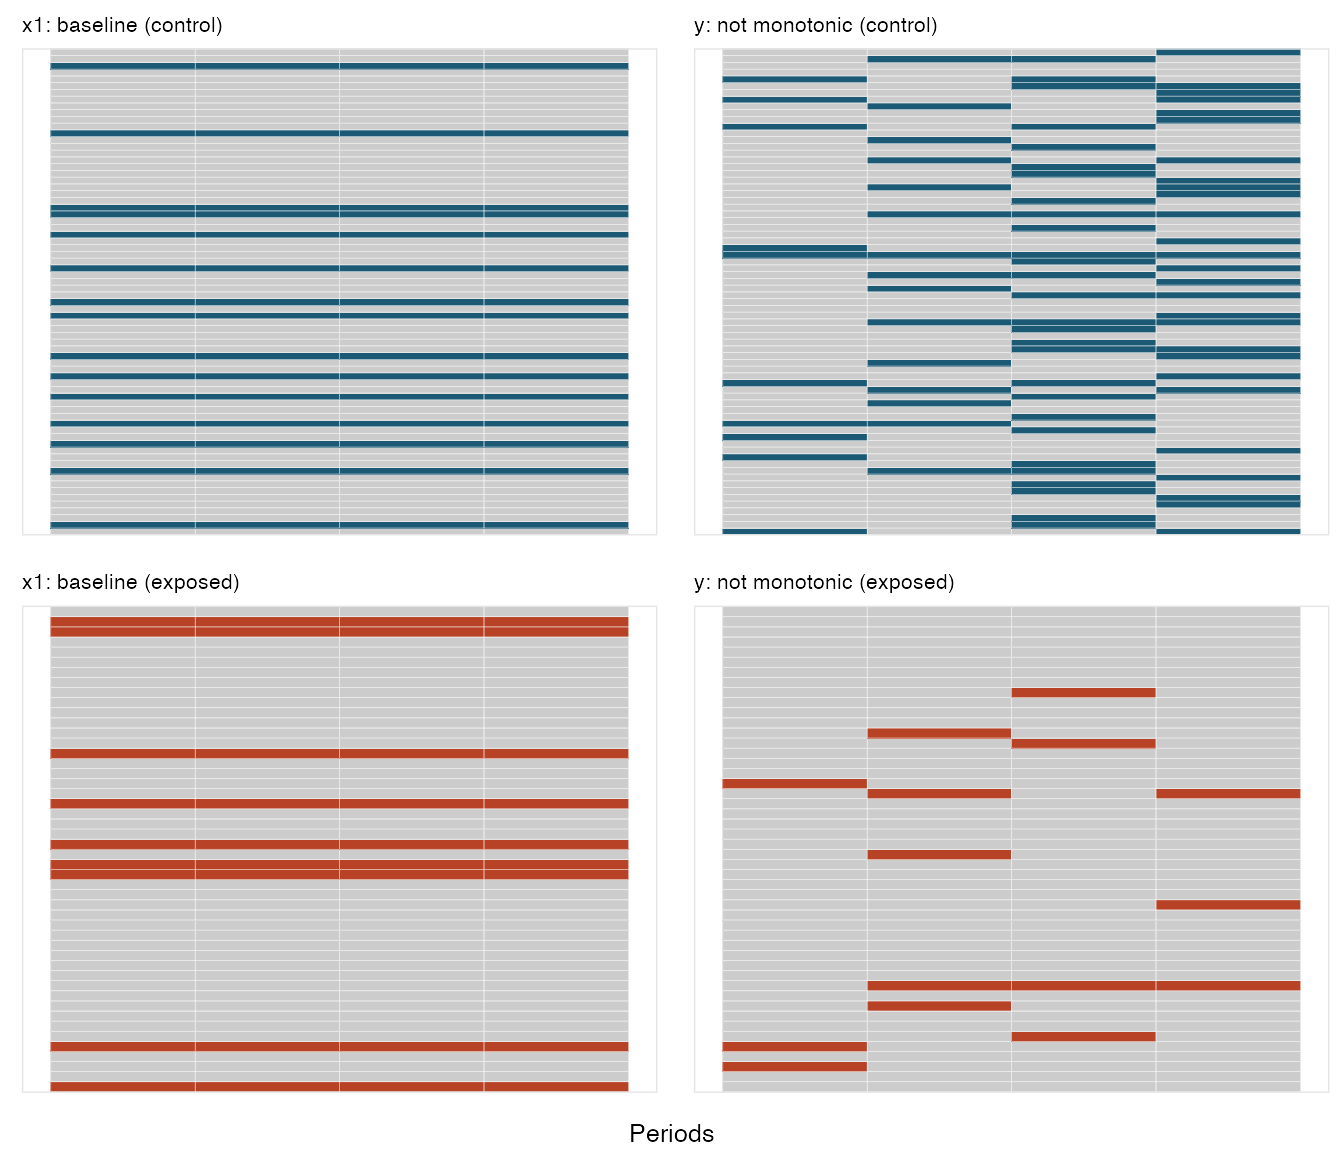 x1: baseline (control)
y: not monotonic (control)
x1: baseline (exposed)
y: not monotonic (exposed)
Periods